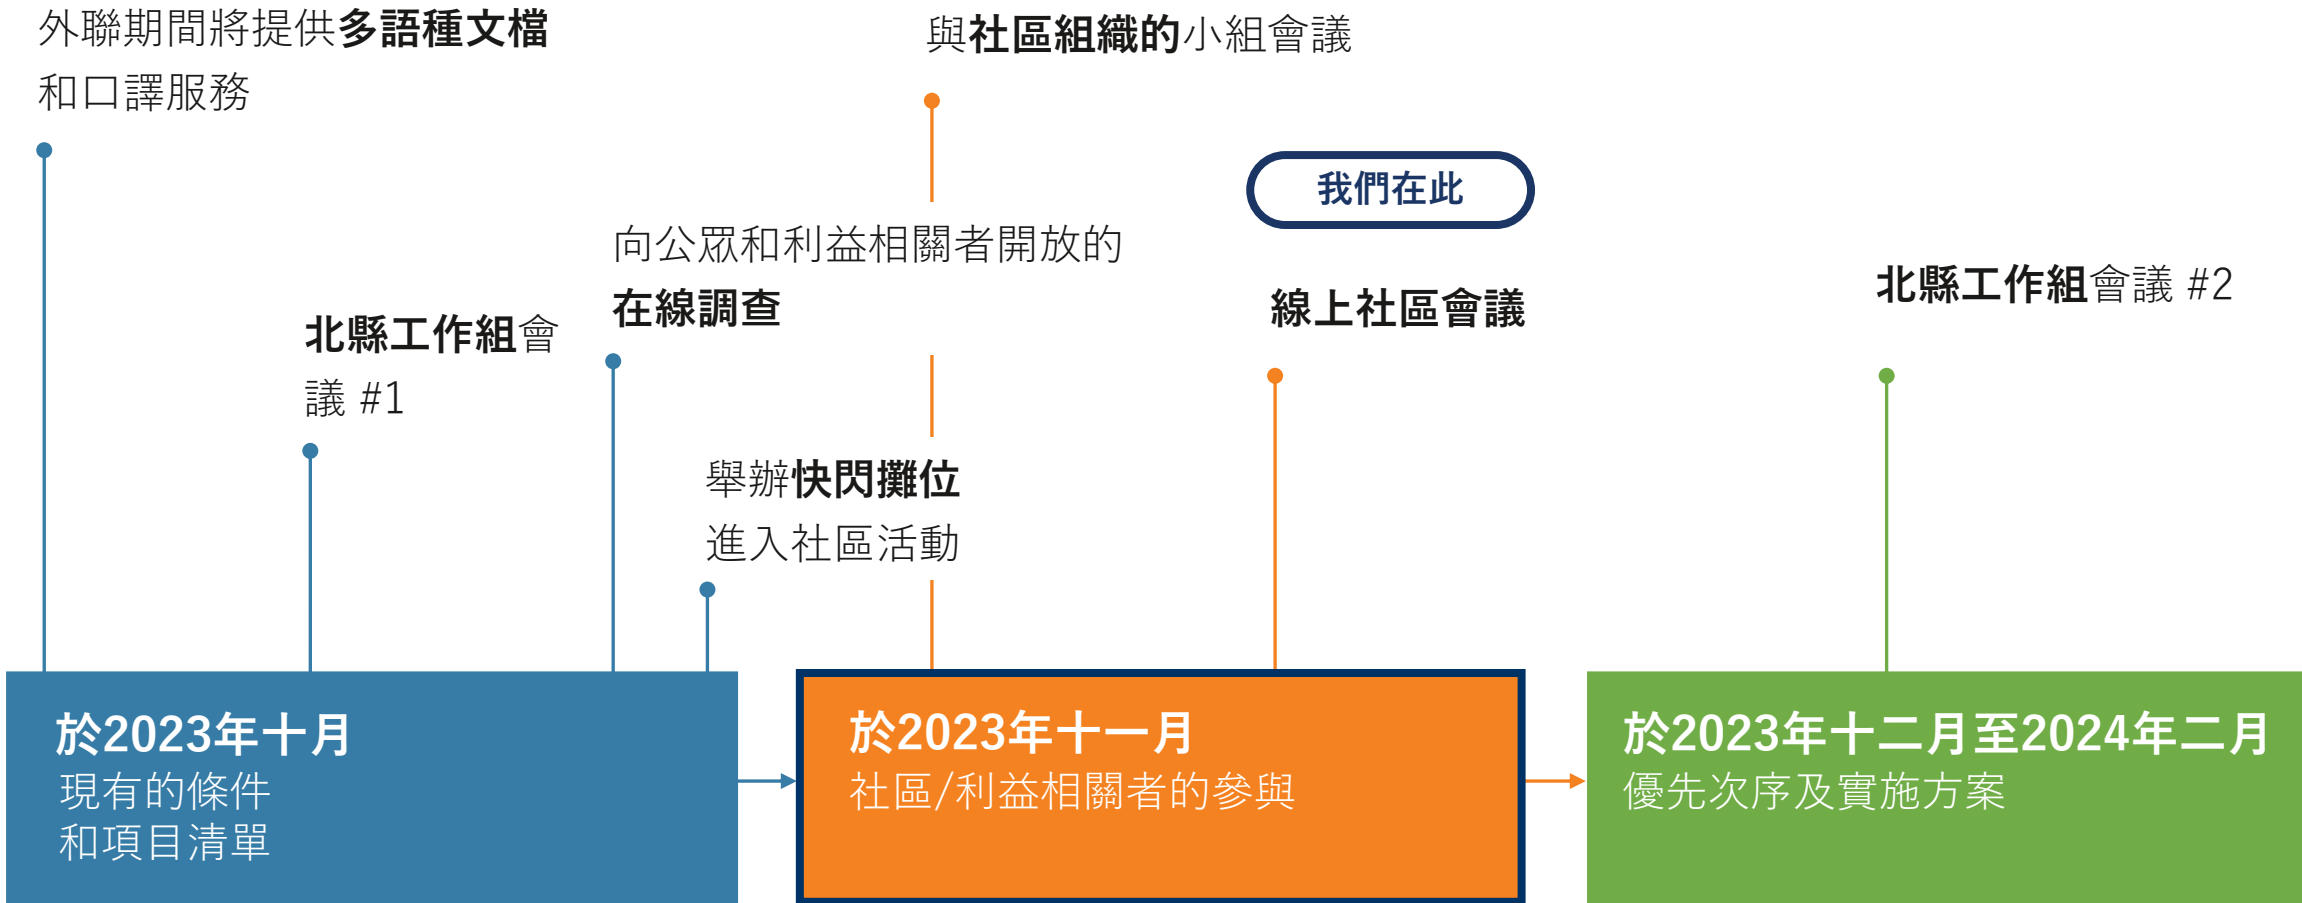 外聯期間將提供多語種文檔
和口譯服務
與社區組織的小組會議
我們在此
向公眾和利益相關者開放的
在線調查
線上社區會議
北縣工作組會議 #2
北縣工作組會
議 #1
舉辦快閃攤位
進入社區活動
於2023年十月
現有的條件
和項目清單
於2023年十一月
社區/利益相關者的參與
於2023年十二月至2024年二月
優先次序及實施方案